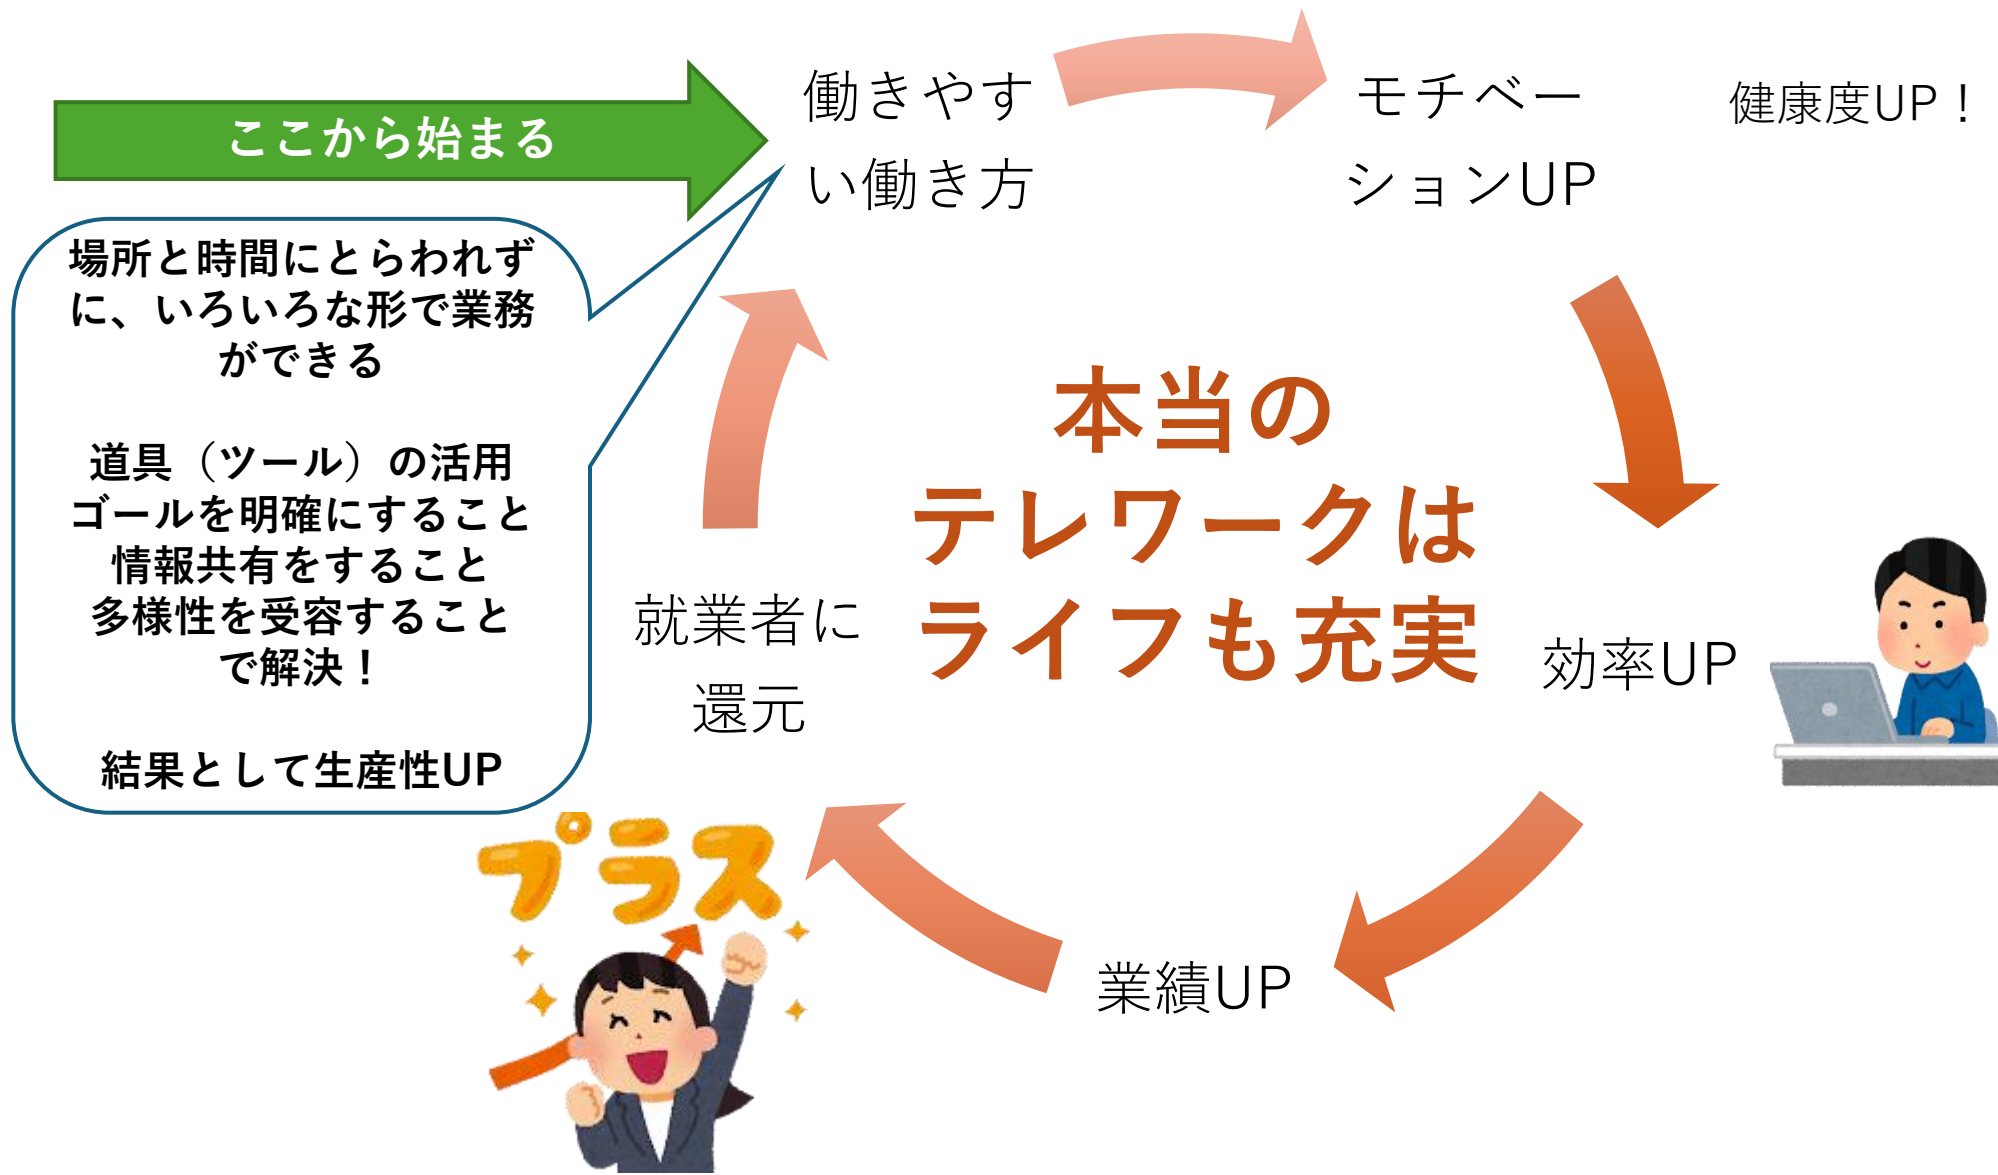 ここから始まる
働きやす
い働き方
モチベー
ションUP
健康度UP！
場所と時間にとらわれず
に、いろいろな形で業務
ができる
道具（ツール）の活用
ゴールを明確にすること
情報共有をすること
多様性を受容すること
で解決！
結果として生産性UP
本当の
テレワークは
ライフも充実
就業者に
還元
効率UP
業績UP
プラス